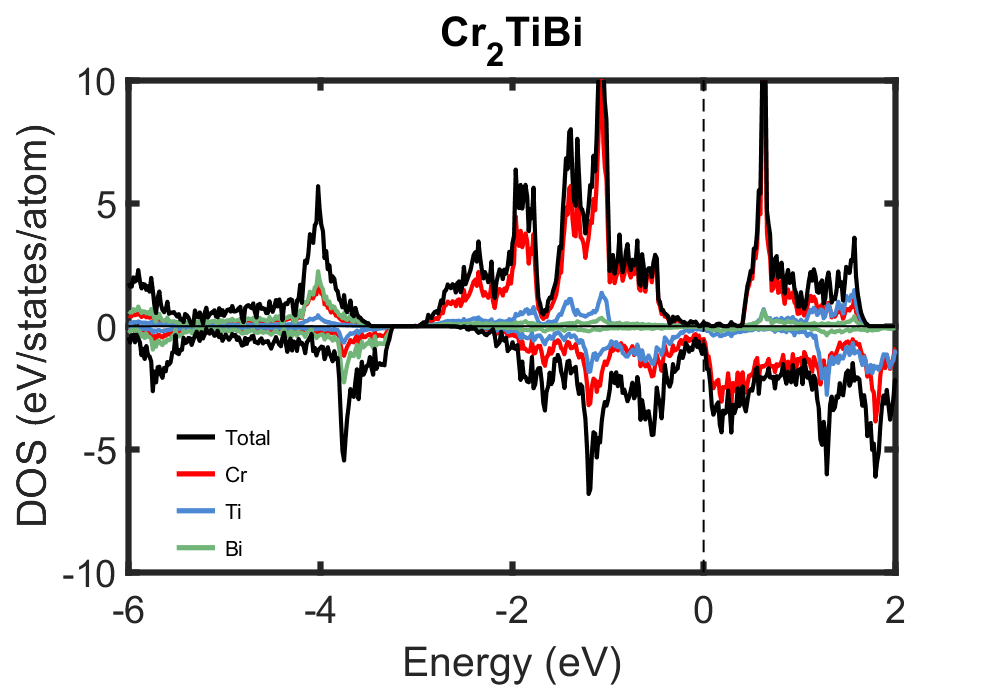 Cr2TiBi
DOS (eV/states/atom)
10
5
0
-5
-10
Total
Cr
Ti
Bi
-6 -4 -2 0 2
Energy (eV)